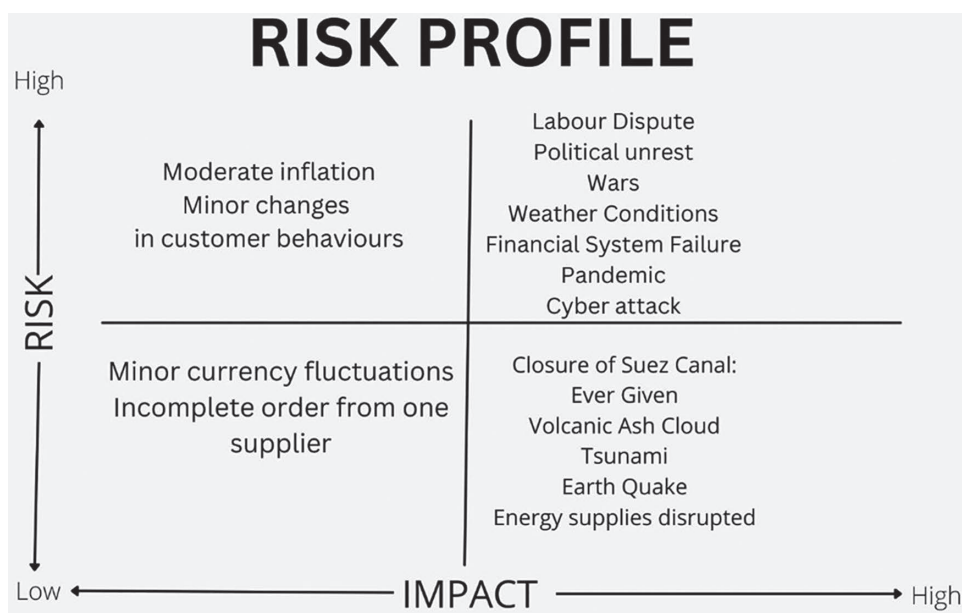 RISK PROFILE
High
Moderate inflation
Minor changes
in customer behaviours
Labour Dispute
Political unrest
Wars
Weather Conditions
Financial System Failure
Pandemic
Cyber attack
RISK
Minor currency fluctuations
Incomplete order from one
supplier
Closure of Suez Canal:
Ever Given
Volcanic Ash Cloud
Tsunami
Earth Quake
Energy supplies disrupted
Low
IMPACT
High